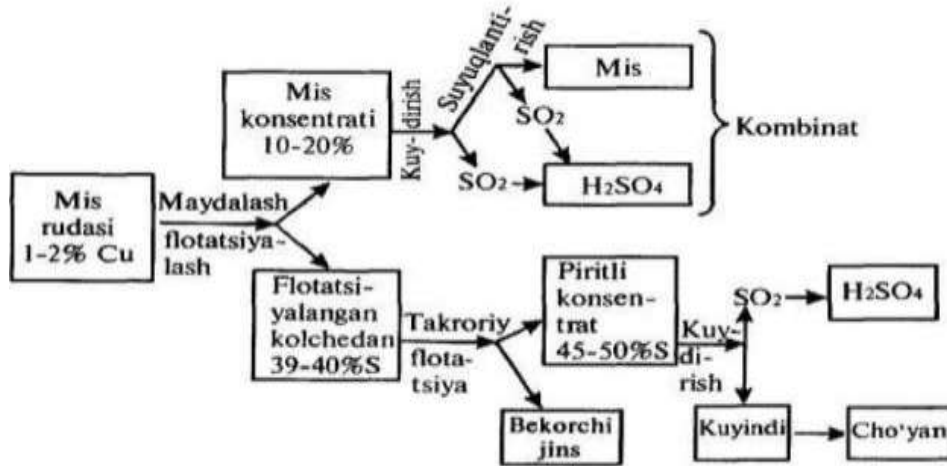 Mis
rudasi
1-2% Cu
Maydalash
flotatsiya-
lash
Mis
konsentrati
10-20%
Kuy-
dirish
Suyuqlanti-
rish
Mis
SO2
SO2
H2SO4
Kombinat
Flotatsi-
yalangan
kolchedan
39-40%S
Takroriy
flota-
tsiya
Piritli
konsen-
trat
45-50%S
Bekorchi
jins
Kuy-
di-
rish
SO2
H2SO4
Kuyindi
Cho'yan